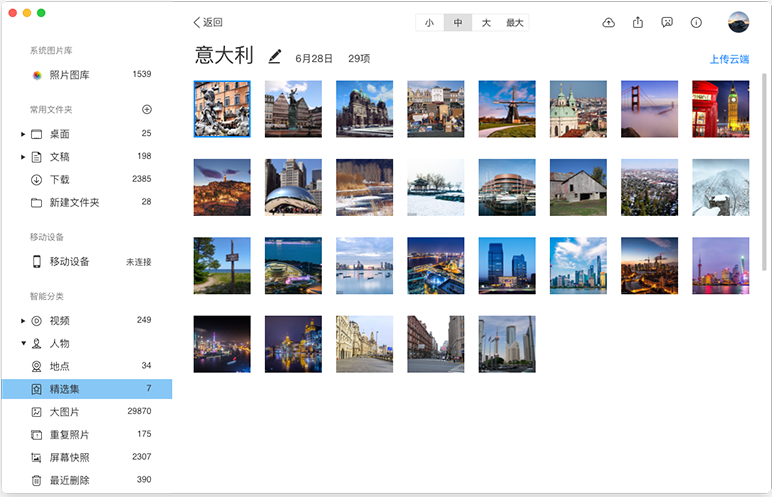 返回
小 中 大 最大
系统图片库
照片图库 1539
常用文件夹
桌面 25
文稿 198
下载 2385
新建文件夹 28
移动设备
移动设备 未连接
智能分类
视频 249
人物
地点 34
精选集 7
大图片 29870
重复照片 175
屏幕快照 2307
最近删除 390
意大利 6月28日 29项
上传云端